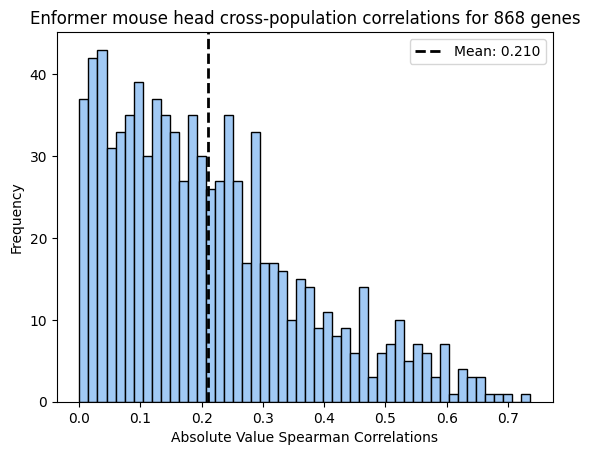 Enformer mouse head cross-population correlations for 868 genes
Mean: 0.210
Frequency
40
30
20
10
0
0.0 0.1 0.2 0.3 0.4 0.5 0.6 0.7
Absolute Value Spearman Correlations